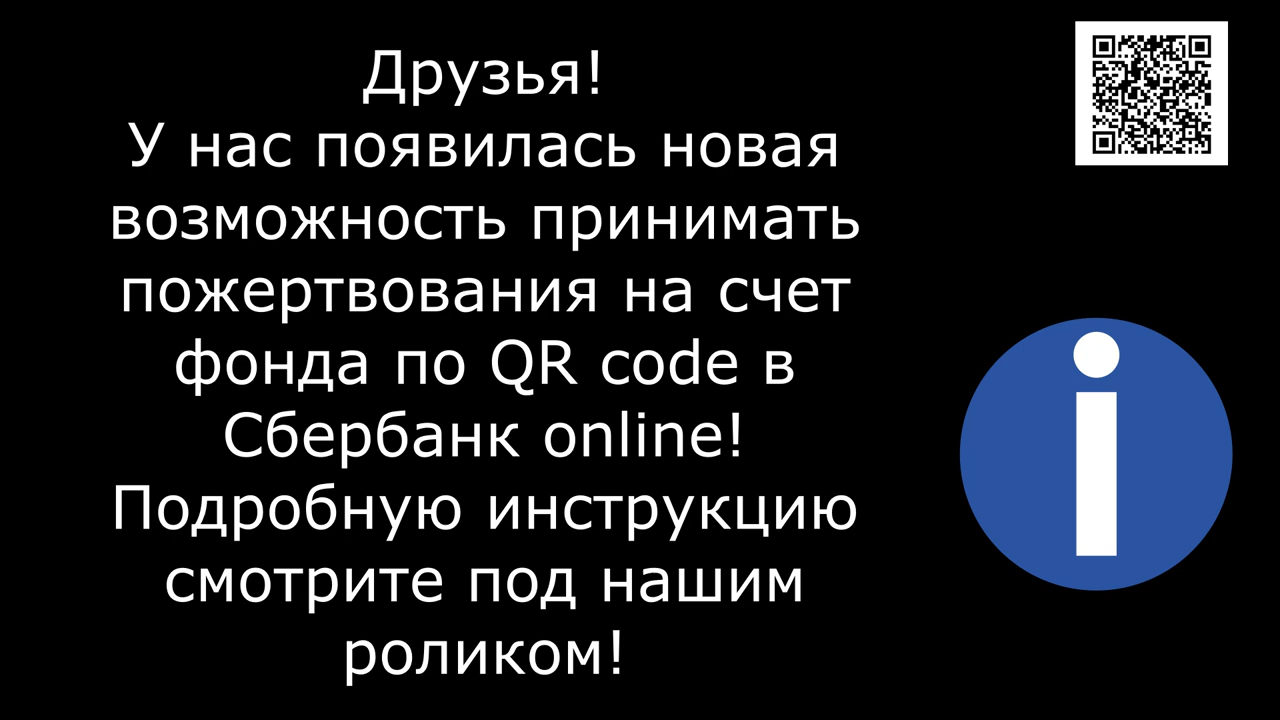 Друзья!
У нас появилась новая
возможность принимать
пожертвования на счет
фонда по QR code в
Сбербанк online!
Подробную инструкцию
смотрите под нашим
роликом!
i